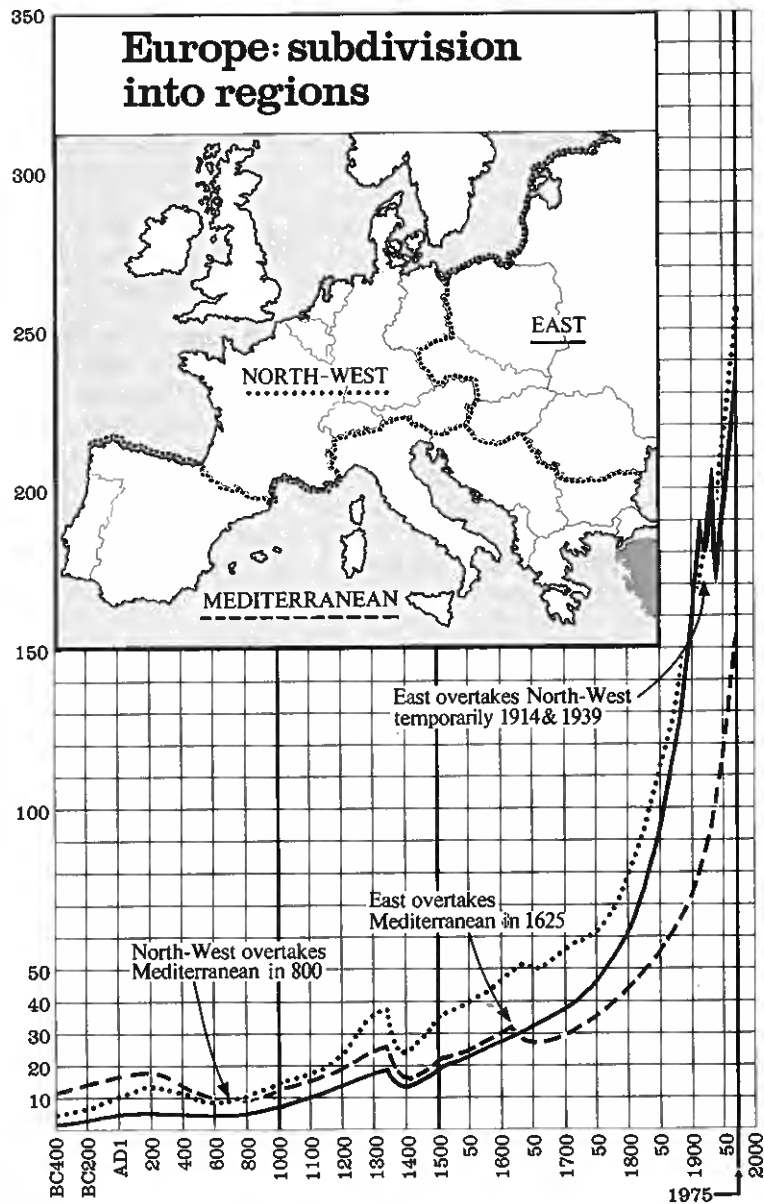 Europe: subdivision
into regions
350
300
250
200
150
100
50
40
30
20
10
EAST
NORTH-WEST
MEDITERRANEAN
East overtakes North-West
temporarily 1914 & 1939
East overtakes
Mediterranean in 1625
North-West overtakes
Mediterranean in 800
BC400
BC200
AD1
200
400
600
800
1000
1100
1200
1300
1400
1500
50
1600
50
1700
50
1800
50
1900
50
2000
1975